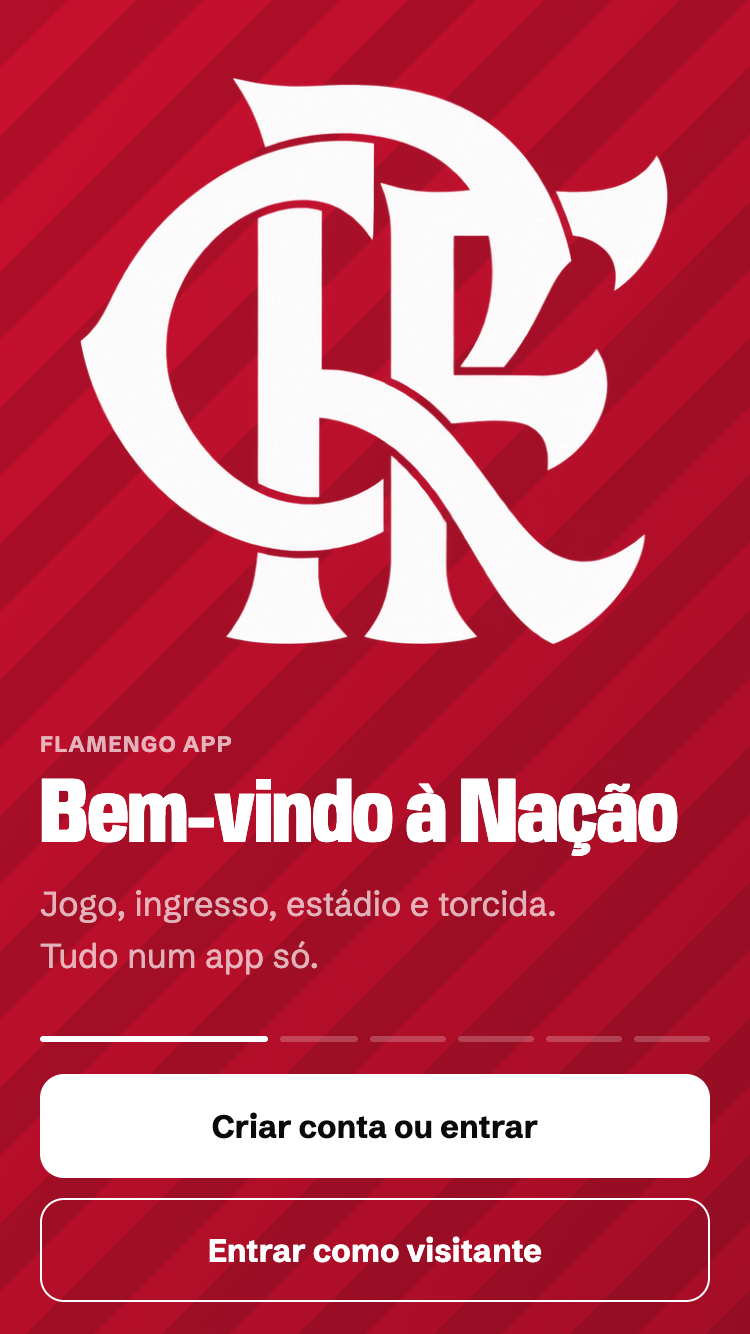 FLAMENGO APP
Bem-vindo à Nação
Jogo, ingresso, estádio e torcida.
Tudo num app só.
Criar conta ou entrar
Entrar como visitante